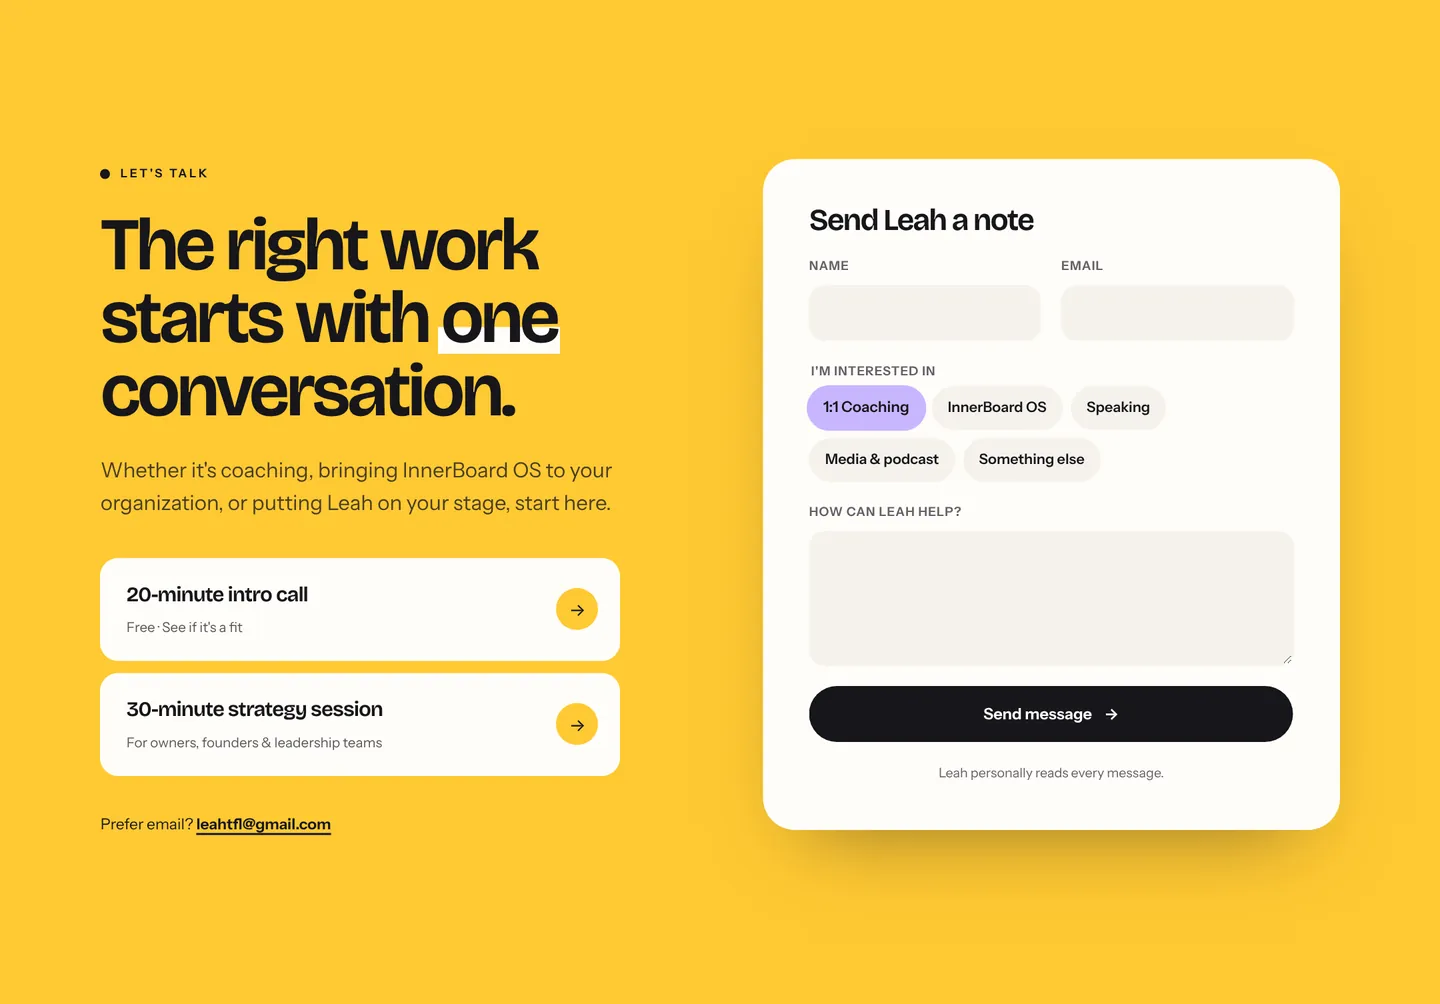 LET'S TALK
The right work
starts with one
conversation.
Whether it's coaching, bringing InnerBoard OS to your
organization, or putting Leah on your stage, start here.
20-minute intro call
Free · See if it's a fit
→
30-minute strategy session
For owners, founders & leadership teams
→
Prefer email? leahtfl@gmail.com
Send Leah a note
NAME
EMAIL
I'M INTERESTED IN
1:1 Coaching
InnerBoard OS
Speaking
Media & podcast
Something else
HOW CAN LEAH HELP?
Send message →
Leah personally reads every message.